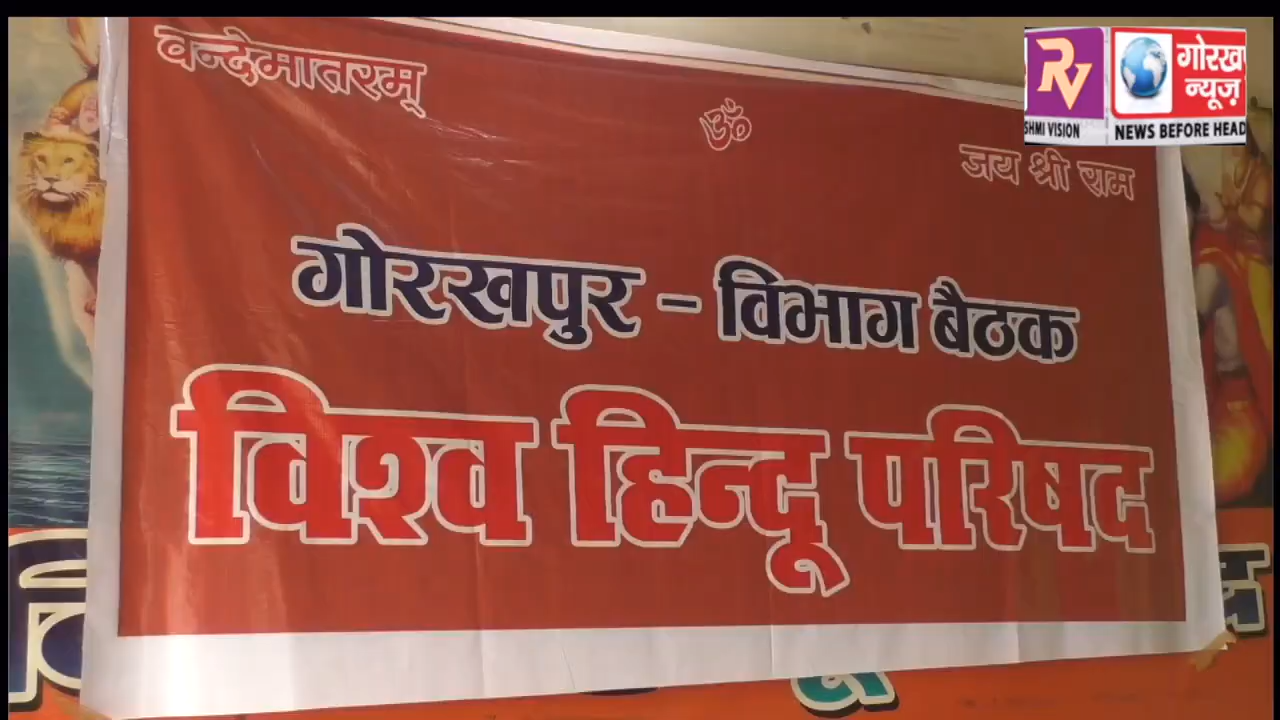 वन्देमातरम्
ॐ
जय श्री राम
गोरखपुर – विभाग बैठक
विश्व हिन्दू परिषद
RV
SHMI VISION
गोरख
न्यूज़
NEWS BEFORE HEAD